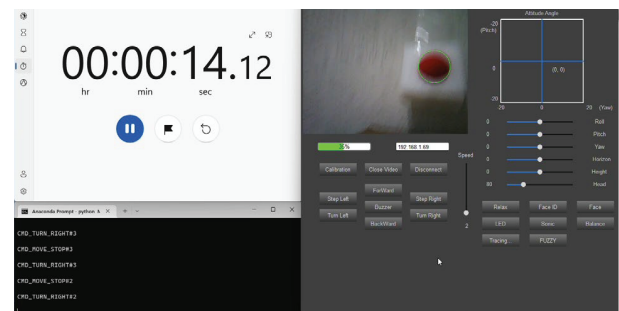 00:00:14.12
hr min sec
Anaconda Prompt - python
CMD_TURN_RIGHT#3
CMD_MOVE_STOP#3
CMD_TURN_RIGHT#3
CMD_MOVE_STOP#2
CMD_TURN_RIGHT#2
192.168.1.69
Speed
Calibration Close Video Disconnect
ForWard
Step Left Step Right
Buzzer
Turn Left Turn Right
BackWard
2
Attitude Angle
-20
(Pitch)
0 (0, 0)
20
-20 0 20 (Yaw)
0 Roll
0 Pitch
0 Yaw
0 Horizon
0 Height
Head
Relax Face ID Face
LED Sonic Balance
Tracing... FUZZY